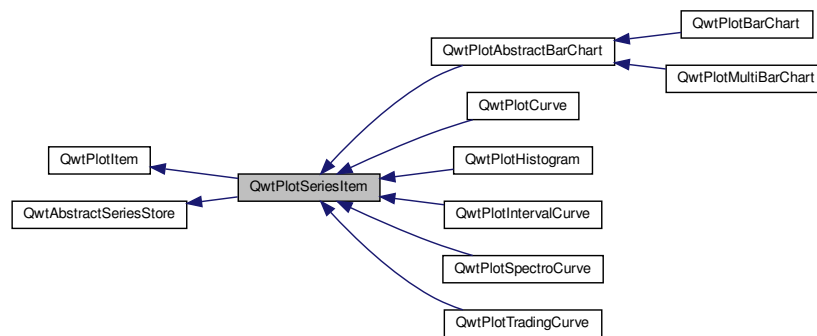 QwtPlotBarChart
QwtPlotAbstractBarChart
QwtPlotMultiBarChart
QwtPlotCurve
QwtPlotItem
QwtPlotHistogram
QwtPlotSeriesItem
QwtAbstractSeriesStore
QwtPlotIntervalCurve
QwtPlotSpectroCurve
QwtPlotTradingCurve